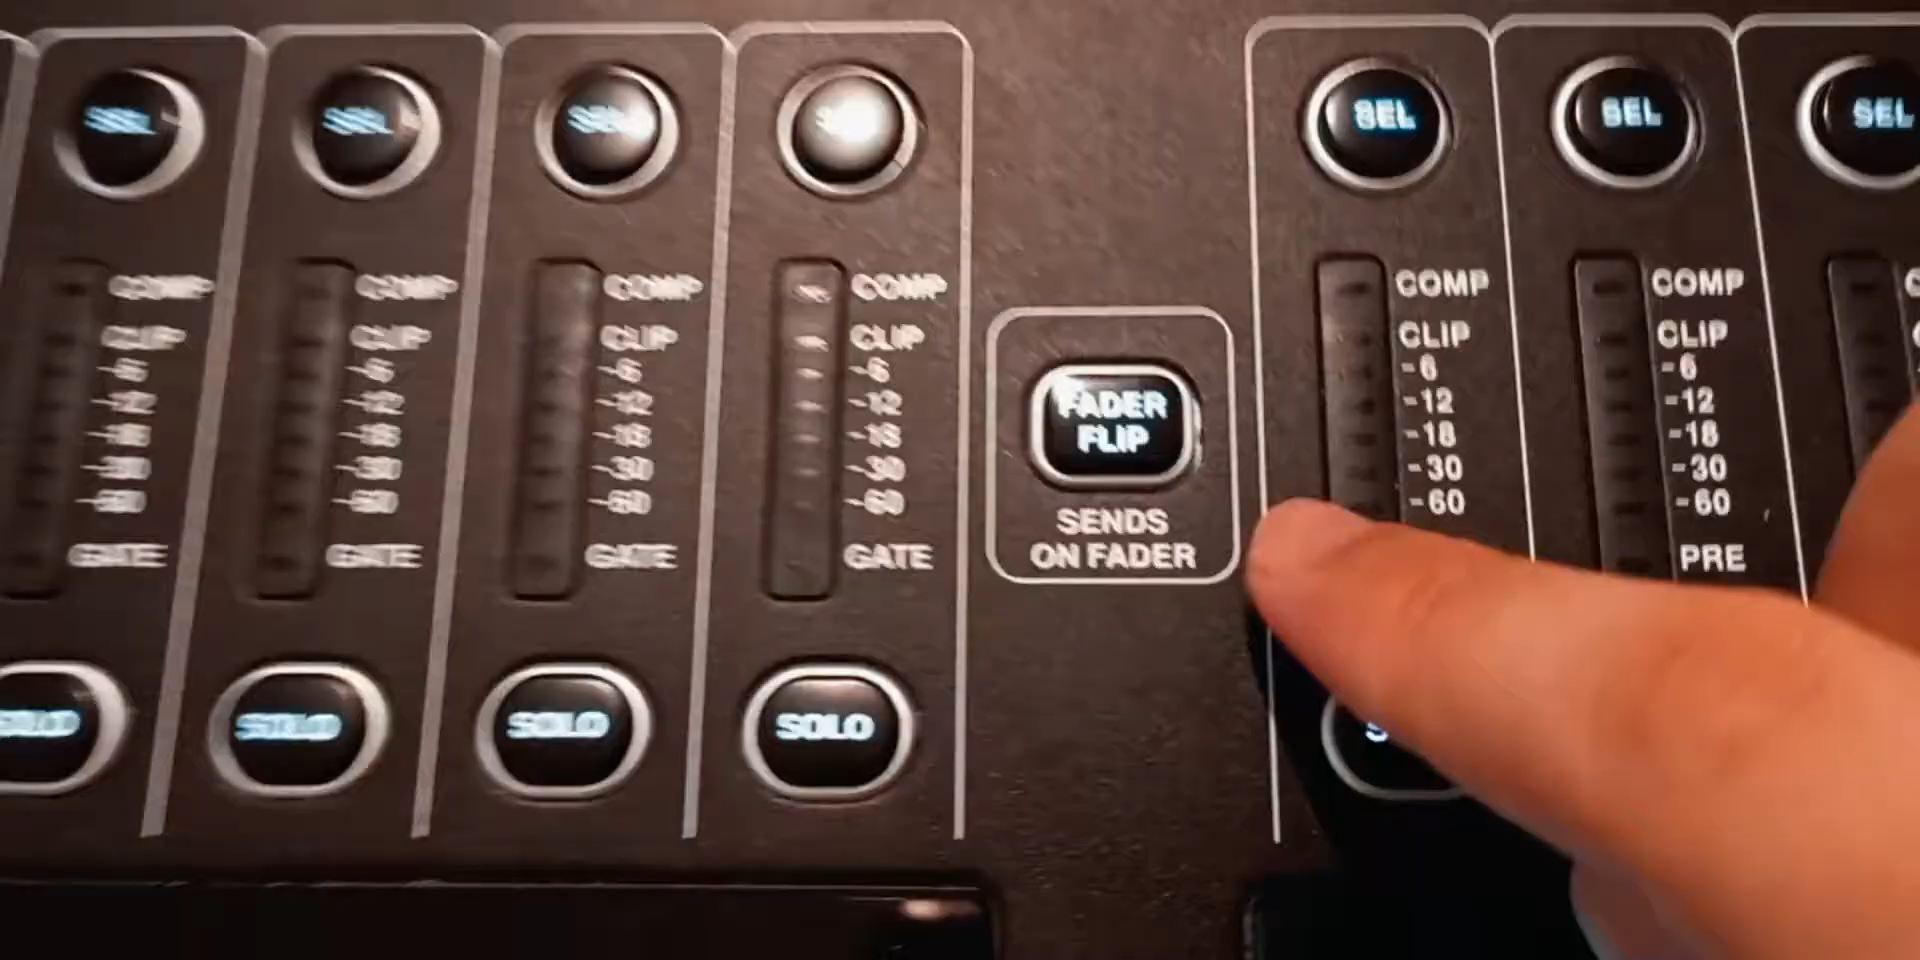 SEL SEL SEL SEL SEL SEL
COMP COMP COMP COMP COMP COMP
CLIP CLIP CLIP CLIP CLIP CLIP
-6 -6 -6 -6 -6 -6
-12 -12 -12 -12 -12 -12
-18 -18 -18 -18 -18 -18
-30 -30 -30 -30 -30 -30
-60 -60 -60 -60 -60 -60
GATE GATE GATE GATE PRE
FADER
FLIP
SENDS
ON FADER
SOLO SOLO SOLO SOLO